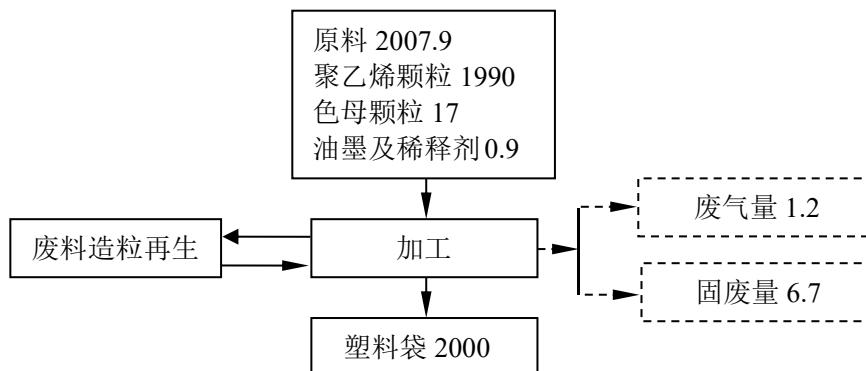 原料 2007.9
聚乙烯颗粒 1990
色母颗粒 17
油墨及稀释剂 0.9
废气量 1.2
废料造粒再生
加工
固废量 6.7
塑料袋 2000